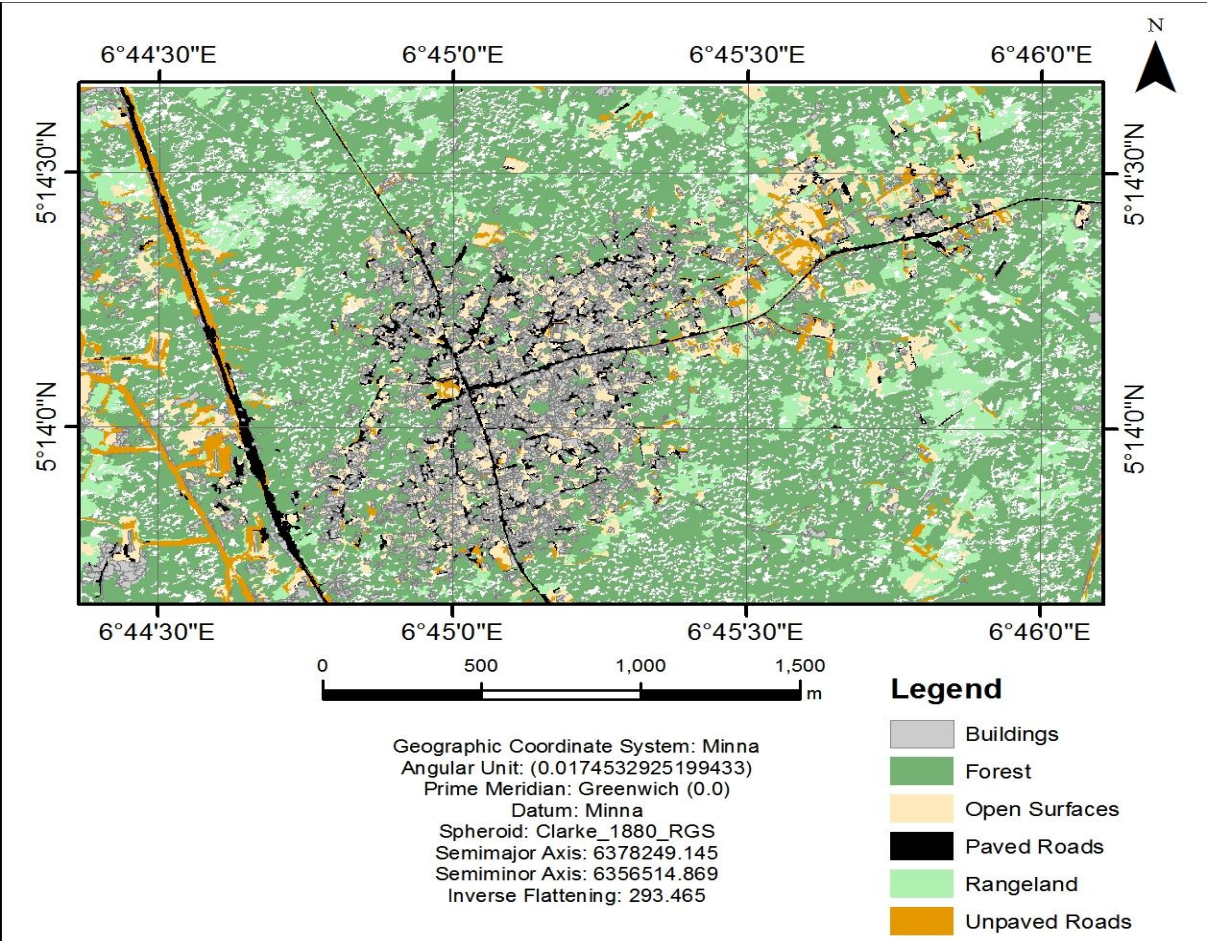 N
6°44'30"E 6°45'0"E 6°45'30"E 6°46'0"E
5°14'30"N
5°14'30"N
5°14'0"N
5°14'0"N
6°44'30"E 6°45'0"E 6°45'30"E 6°46'0"E
0 500 1,000 1,500
m
Geographic Coordinate System: Minna
Angular Unit: (0.0174532925199433)
Prime Meridian: Greenwich (0.0)
Datum: Minna
Spheroid: Clarke_1880_RGS
Semimajor Axis: 6378249.145
Semiminor Axis: 6356514.869
Inverse Flattening: 293.465
Legend
Buildings
Forest
Open Surfaces
Paved Roads
Rangeland
Unpaved Roads